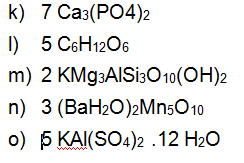 k) 7 Ca₃(PO4)₂
l) 5 C₆H₁₂O₆
m) 2 KMg₃AlSi₃O₁₀(OH)₂
n) 3 (BaH₂O)₂Mn₅O₁₀
o) 5 KAl(SO₄)₂ .12 H₂O